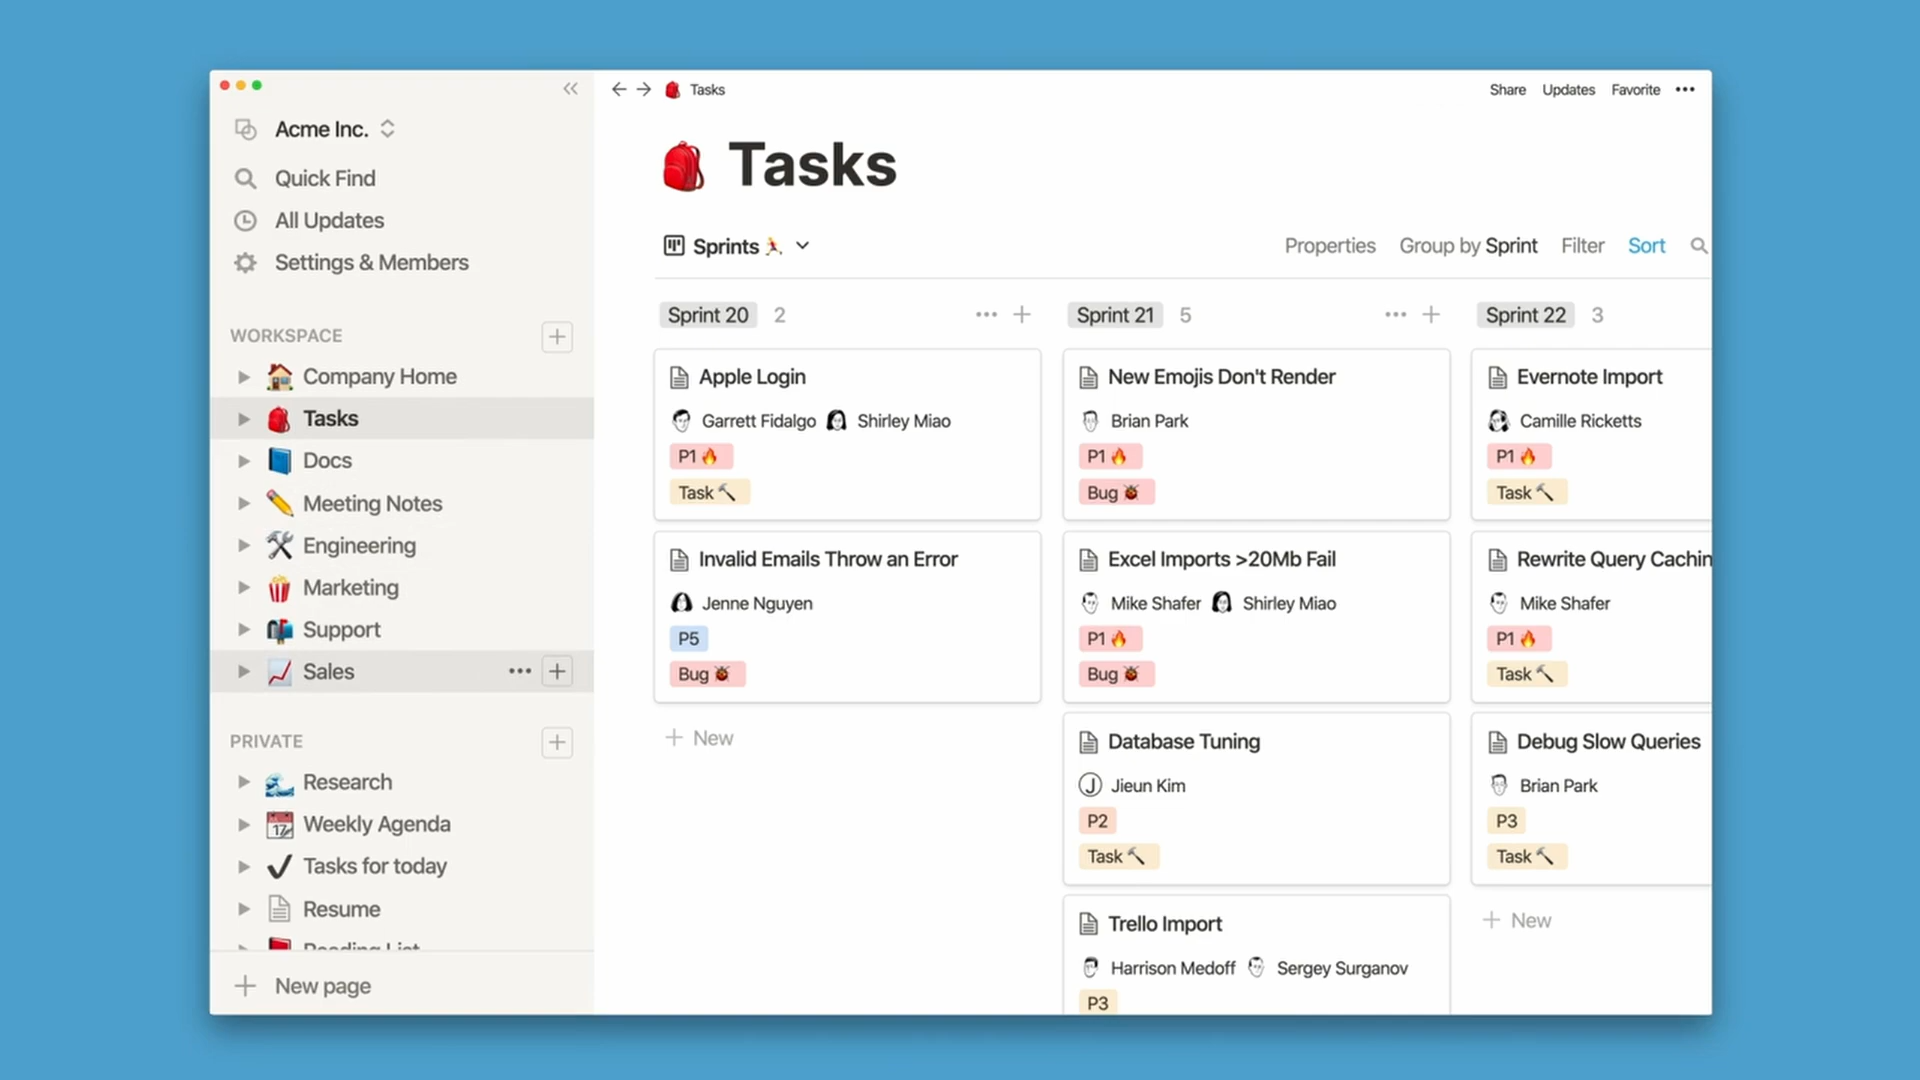 Acme Inc.
Quick Find
All Updates
Settings & Members
WORKSPACE
Company Home
Tasks
Docs
Meeting Notes
Engineering
Marketing
Support
Sales
PRIVATE
Research
Weekly Agenda
17
Tasks for today
Resume
Reading List
New page
Tasks
Share Updates Favorite
Tasks
Sprints
Properties Group by Sprint Filter Sort
Sprint 20 2
Apple Login
Garrett Fidalgo Shirley Miao
P1
Task
Invalid Emails Throw an Error
Jenne Nguyen
P5
Bug
New
Sprint 21 5
New Emojis Don't Render
Brian Park
P1
Bug
Excel Imports >20Mb Fail
Mike Shafer Shirley Miao
P1
Bug
Database Tuning
J Jieun Kim
P2
Task
Trello Import
Harrison Medoff Sergey Surganov
P3
Sprint 22 3
Evernote Import
Camille Ricketts
P1
Task
Rewrite Query Cachin
Mike Shafer
P1
Task
Debug Slow Queries
Brian Park
P3
Task
New